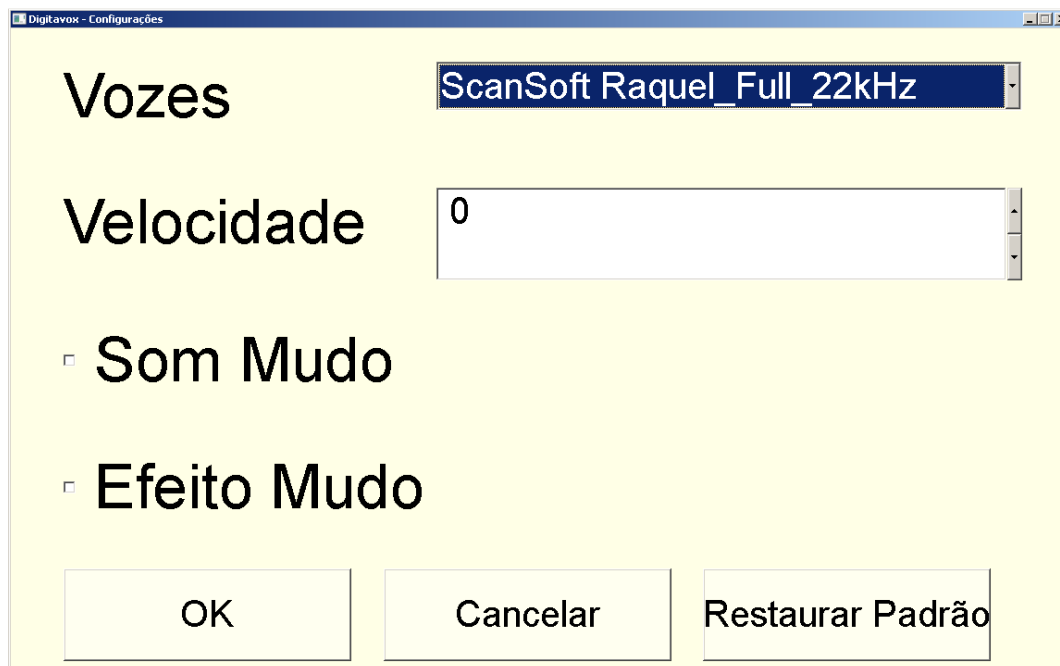 Digitavox - Configurações
Vozes
ScanSoft Raquel_Full_22kHz
Velocidade
0
Som Mudo
Efeito Mudo
OK
Cancelar
Restaurar Padrão